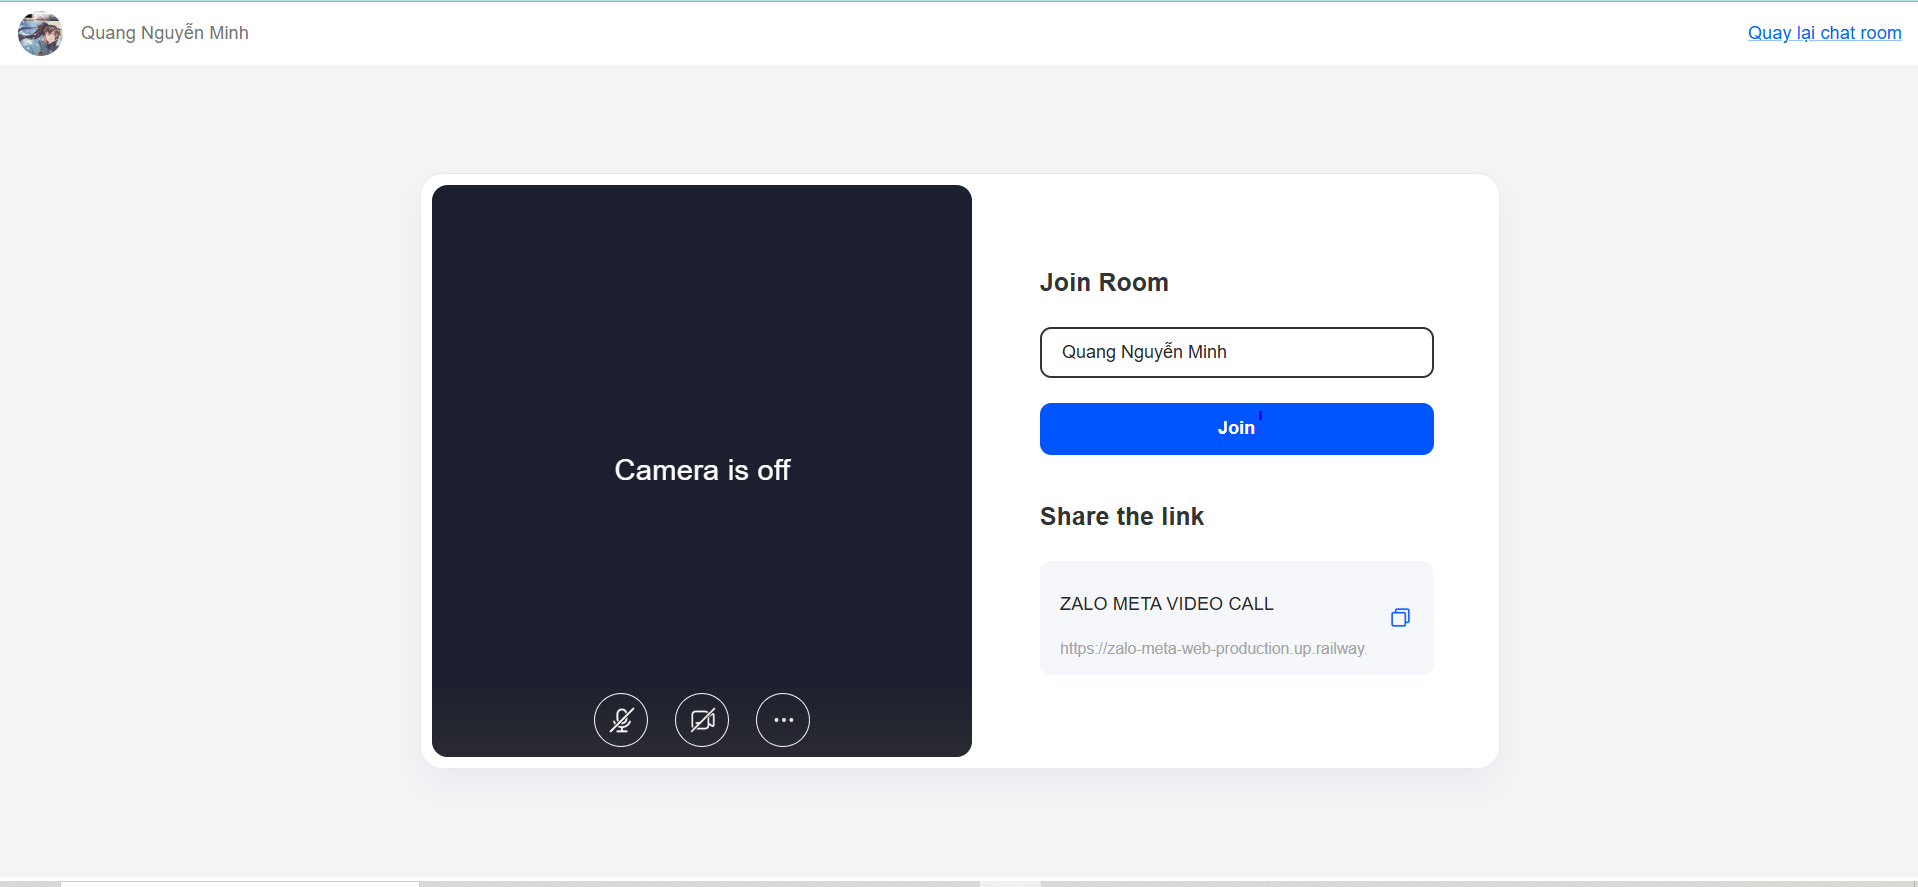 Quang Nguyễn Minh
Quay lại chat room
Camera is off
Join Room
Quang Nguyễn Minh
Join
Share the link
ZALO META VIDEO CALL
https://zalo-meta-web-production.up.railway.